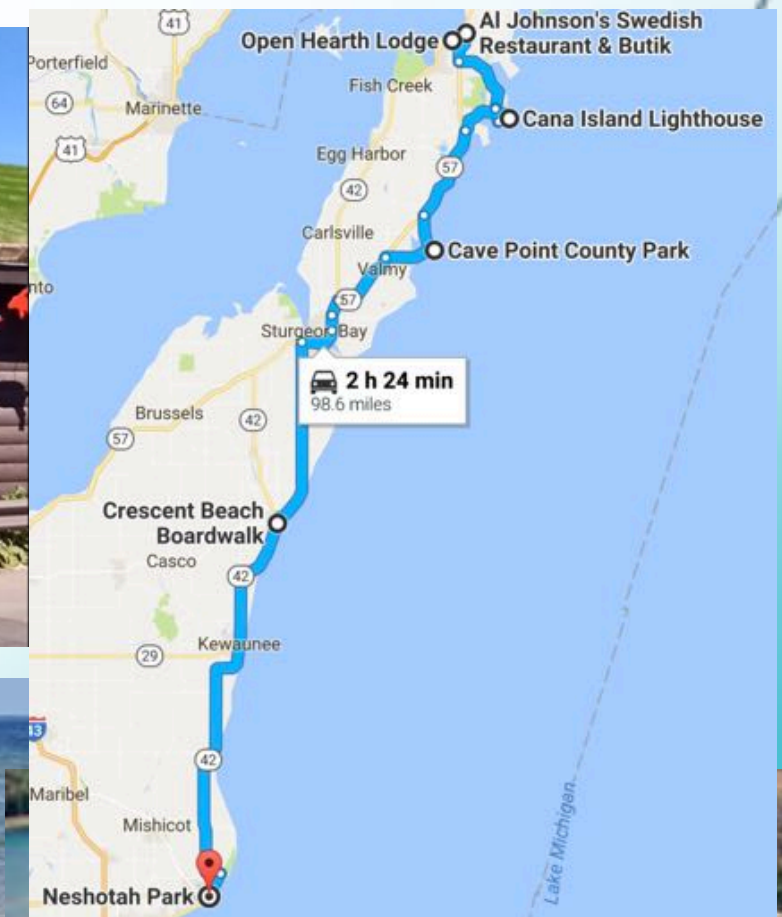 41
Al Johnson's Swedish
Restaurant & Butik
Open Hearth Lodge
Porterfield
Fish Creek
64
Marinette
Cana Island Lighthouse
41
Egg Harbor
57
42
Carlsville
Cave Point County Park
Valmy
nto
57
Sturgeon Bay
2 h 24 min
98.6 miles
Brussels
42
57
Crescent Beach
Boardwalk
Casco
42
Kewaunee
29
43
42
Maribel
Mishicot
Lake Michigan
Neshotah Park